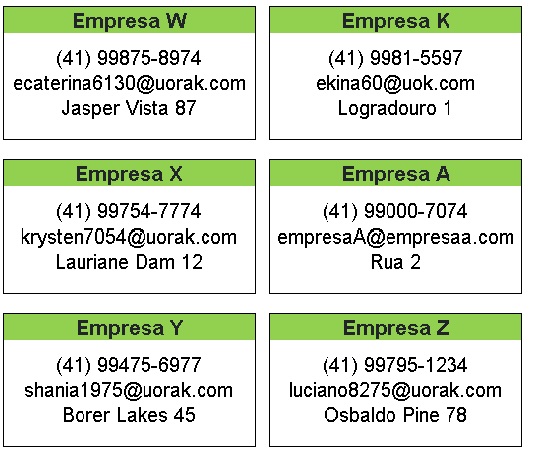 Empresa W
(41) 99875-8974
ecaterina6130@uorak.com
Jasper Vista 87
Empresa K
(41) 9981-5597
ekina60@uok.com
Logradouro 1
Empresa X
(41) 99754-7774
krysten7054@uorak.com
Lauriane Dam 12
Empresa A
(41) 99000-7074
empresaA@empresaa.com
Rua 2
Empresa Y
(41) 99475-6977
shania1975@uorak.com
Borer Lakes 45
Empresa Z
(41) 99795-1234
luciano8275@uorak.com
Osbaldo Pine 78